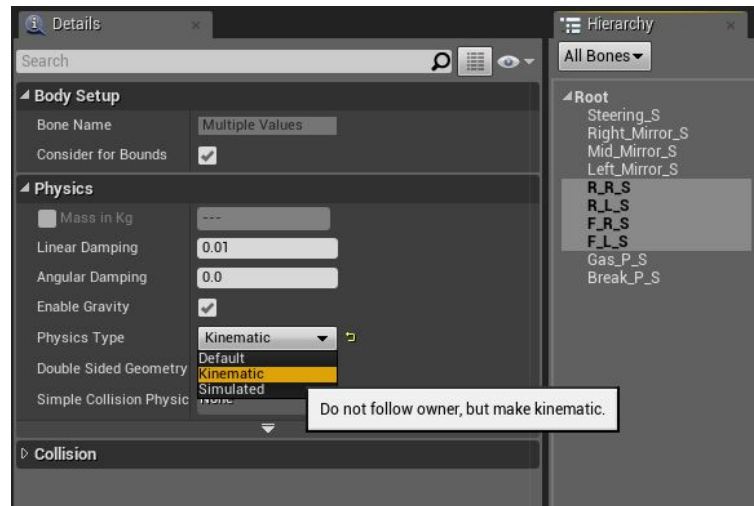 Details
Search
Body Setup
Bone Name Multiple Values
Consider for Bounds
Physics
Mass in Kg ---
Linear Damping 0.01
Angular Damping 0.0
Enable Gravity
Physics Type Kinematic
Default
Double Sided Geometry Kinematic
Simulated
Simple Collision Physic None
Do not follow owner, but make kinematic.
Collision
Hierarchy
All Bones
Root
Steering_S
Right_Mirror_S
Mid_Mirror_S
Left_Mirror_S
R_R_S
R_L_S
F_R_S
F_L_S
Gas_P_S
Break_P_S